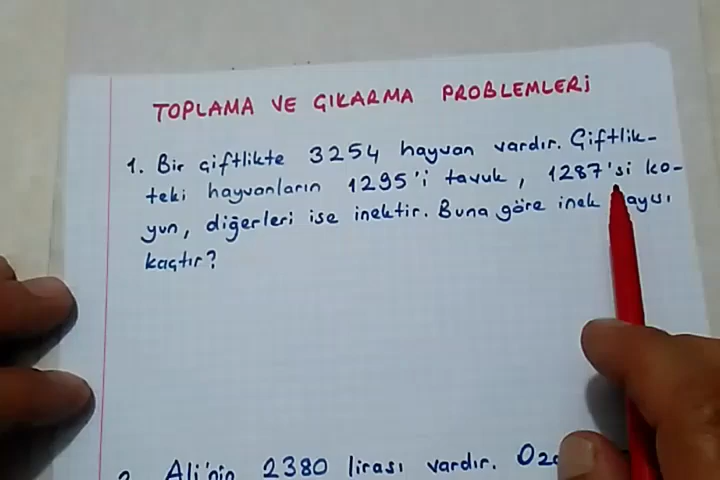 TOPLAMA VE ÇIKARMA PROBLEMLERİ
1. Bir çiftlikte 3254 hayvan vardır. Çiftlik-
teki hayvanların 1295'i tavuk, 1287'si ko-
yun, diğerleri ise inektir. Buna göre inek sayısı
kaçtır?
2. Ali'nin 2380 lirası vardır.